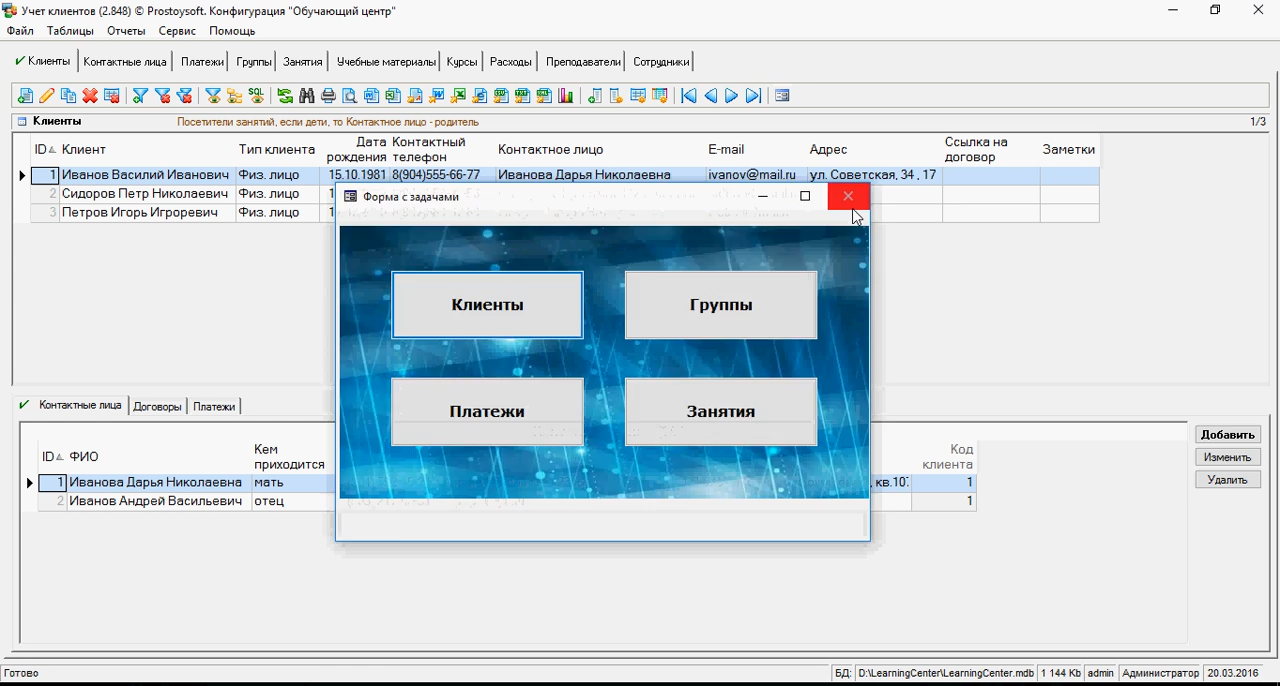 Учет клиентов (2.848) © Prostoysoft. Конфигурация "Обучающий центр"
Файл Таблицы Отчеты Сервис Помощь
Клиенты Контактные лица Платежи Группы Занятия Учебные материалы Курсы Расходы Преподаватели Сотрудники
SQL
Клиенты Посетители занятий, если дети, то Контактное лицо - родитель 1/3
ID Клиент Тип клиента Дата рождения Контактный телефон Контактное лицо E-mail Адрес Ссылка на договор Заметки
1 Иванов Василий Иванович Физ. лицо 15.10.1981 8(904)555-66-77 Иванова Дарья Николаевна ivanov@mail.ru ул. Советская, 34 , 17
2 Сидоров Петр Николаевич Физ. лицо 1
3 Петров Игорь Игроревич Физ. лицо 1
Форма с задачами
Клиенты Группы
Платежи Занятия
Контактные лица Договоры Платежи
ID ФИО Кем приходится Код клиента
1 Иванова Дарья Николаевна мать , кв.107 1
2 Иванов Андрей Васильевич отец 1
Добавить
Изменить
Удалить
Готово БД: D:\LearningCenter\LearningCenter.mdb 1 144 Kb admin Администратор 20.03.2016